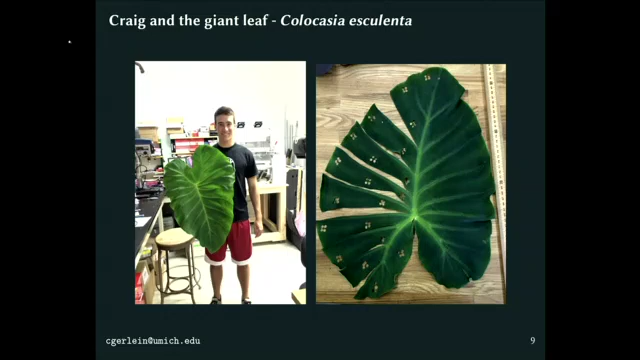 Craig and the giant leaf - Colocasia esculenta
cgerlein@umich.edu
9